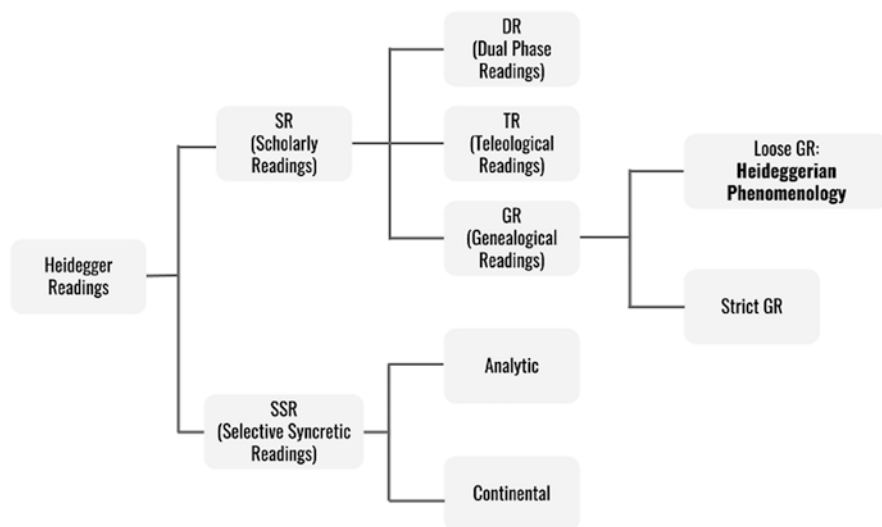 DR
(Dual Phase
Readings)
SR
(Scholarly
Readings)
TR
(Teleological
Readings)
Loose GR:
Heideggerian
Phenomenology
GR
(Genealogical
Readings)
Heidegger
Readings
Strict GR
Analytic
SSR
(Selective Syncretic
Readings)
Continental